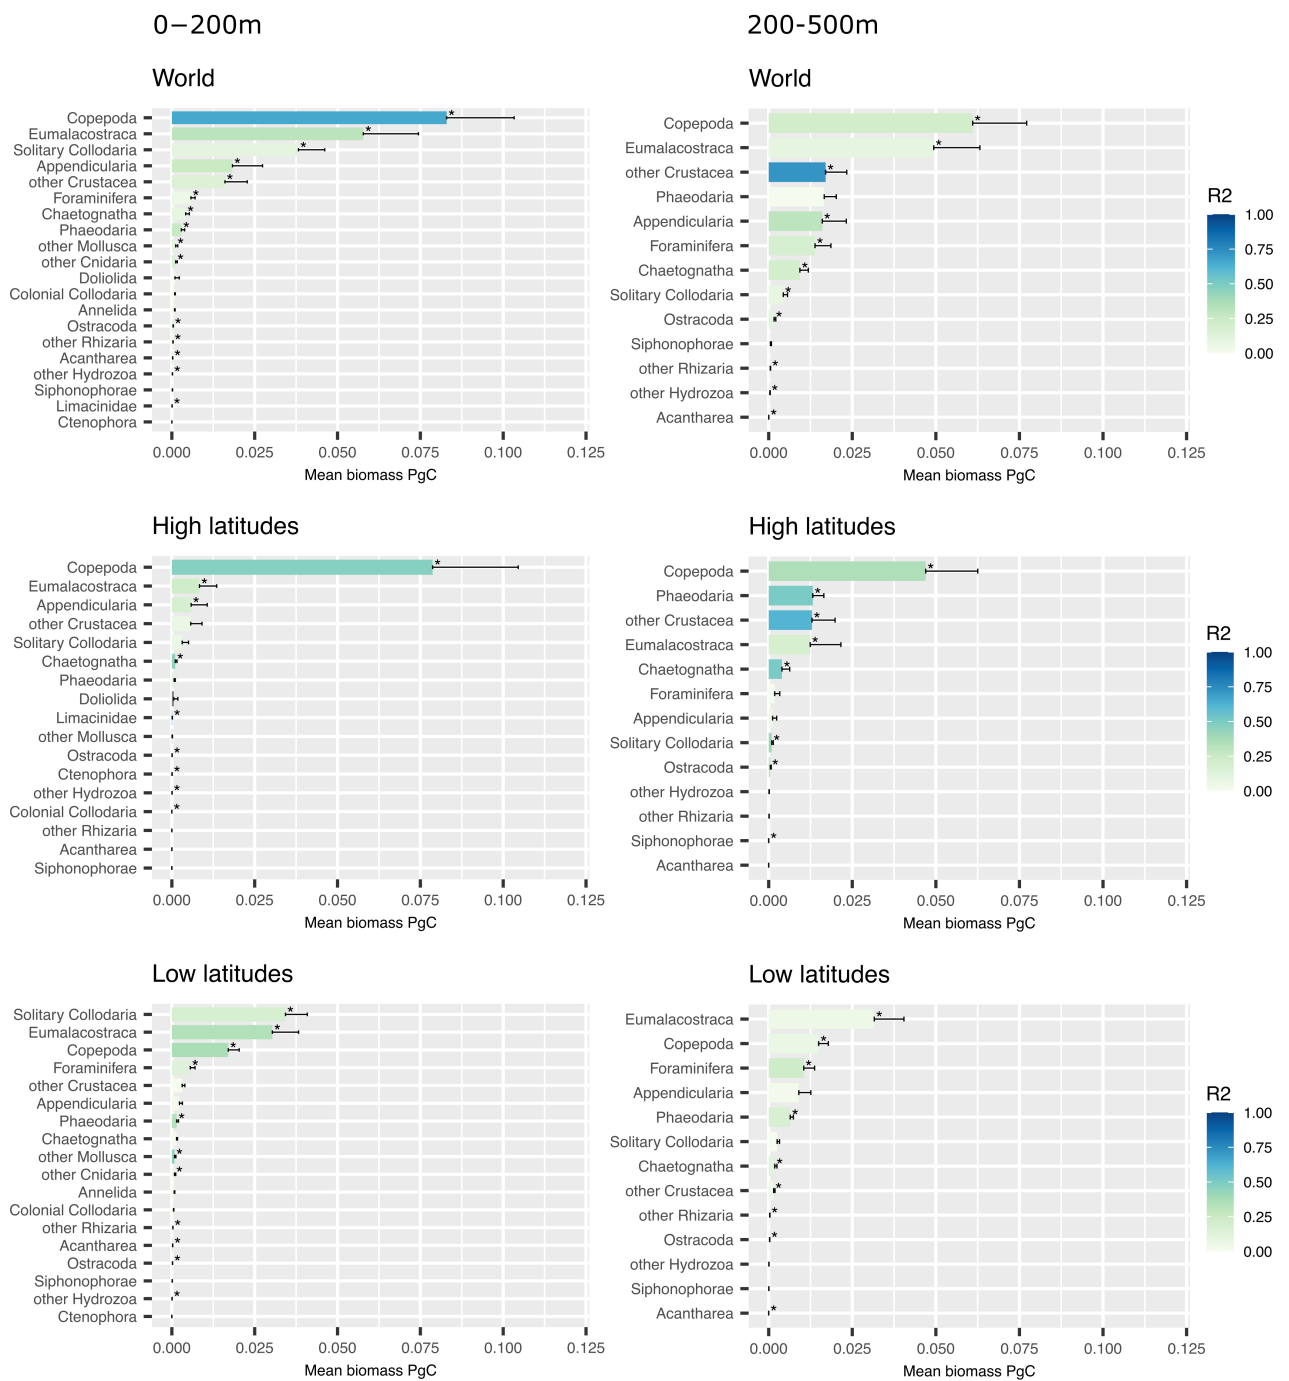 0−200m
200-500m
World
Copepoda
Eumalacostraca
Solitary Collodaria
Appendicularia
other Crustacea
Foraminifera
Chaetognatha
Phaeodaria
other Mollusca
other Cnidaria
Doliolida
Colonial Collodaria
Annelida
Ostracoda
other Rhizaria
Acantharea
other Hydrozoa
Siphonophorae
Limacinidae
Ctenophora
0.000 0.025 0.050 0.075 0.100 0.125
Mean biomass PgC
World
Copepoda
Eumalacostraca
other Crustacea
Phaeodaria
Appendicularia
Foraminifera
Chaetognatha
Solitary Collodaria
Ostracoda
Siphonophorae
other Rhizaria
other Hydrozoa
Acantharea
0.000 0.025 0.050 0.075 0.100 0.125
Mean biomass PgC
R2
1.00
0.75
0.50
0.25
0.00
High latitudes
Copepoda
Eumalacostraca
Appendicularia
other Crustacea
Solitary Collodaria
Chaetognatha
Phaeodaria
Doliolida
Limacinidae
other Mollusca
Ostracoda
Ctenophora
other Hydrozoa
Colonial Collodaria
other Rhizaria
Acantharea
Siphonophorae
0.000 0.025 0.050 0.075 0.100 0.125
Mean biomass PgC
High latitudes
Copepoda
Phaeodaria
other Crustacea
Eumalacostraca
Chaetognatha
Foraminifera
Appendicularia
Solitary Collodaria
Ostracoda
other Hydrozoa
other Rhizaria
Siphonophorae
Acantharea
0.000 0.025 0.050 0.075 0.100 0.125
Mean biomass PgC
R2
1.00
0.75
0.50
0.25
0.00
Low latitudes
Solitary Collodaria
Eumalacostraca
Copepoda
Foraminifera
other Crustacea
Appendicularia
Phaeodaria
Chaetognatha
other Mollusca
other Cnidaria
Annelida
Colonial Collodaria
other Rhizaria
Acantharea
Ostracoda
Siphonophorae
other Hydrozoa
Ctenophora
0.000 0.025 0.050 0.075 0.100 0.125
Mean biomass PgC
Low latitudes
Eumalacostraca
Copepoda
Foraminifera
Appendicularia
Phaeodaria
Solitary Collodaria
Chaetognatha
other Crustacea
other Rhizaria
Ostracoda
other Hydrozoa
Siphonophorae
Acantharea
0.000 0.025 0.050 0.075 0.100 0.125
Mean biomass PgC
R2
1.00
0.75
0.50
0.25
0.00